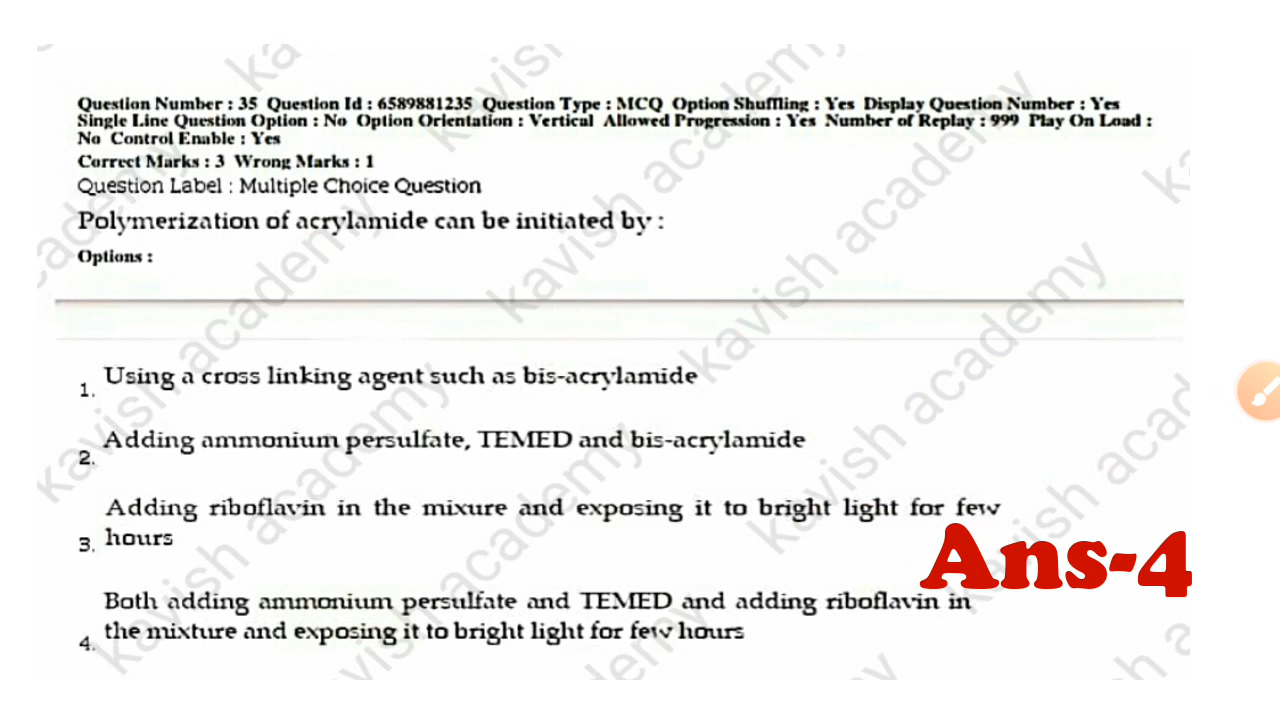 Question Number : 35 Question Id : 6589881235 Question Type : MCQ Option Shuffling : Yes Display Question Number : Yes
Single Line Question Option : No Option Orientation : Vertical Allowed Progression : Yes Number of Replay : 999 Play On Load :
No Control Enable : Yes
Correct Marks : 3 Wrong Marks : 1
Question Label : Multiple Choice Question
Polymerization of acrylamide can be initiated by :
Options :
1. Using a cross linking agent such as bis-acrylamide
2. Adding ammonium persulfate, TEMED and bis-acrylamide
Adding riboflavin in the mixure and exposing it to bright light for few
3. hours
Ans-4
Both adding ammonium persulfate and TEMED and adding riboflavin in
4. the mixture and exposing it to bright light for few hours
kavish academy